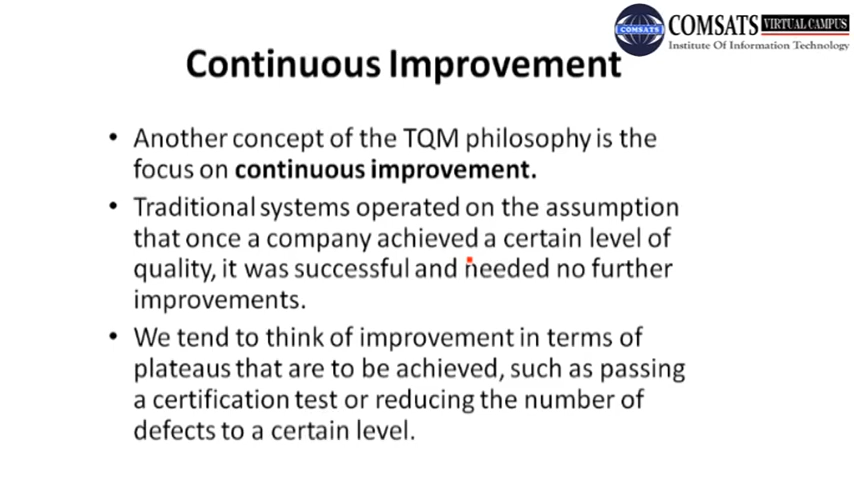 COMSATS VIRTUAL CAMPUS
COMSATS
Institute Of Information Technology
Continuous Improvement
• Another concept of the TQM philosophy is the
focus on continuous improvement.
• Traditional systems operated on the assumption
that once a company achieved a certain level of
quality, it was successful and needed no further
improvements.
• We tend to think of improvement in terms of
plateaus that are to be achieved, such as passing
a certification test or reducing the number of
defects to a certain level.